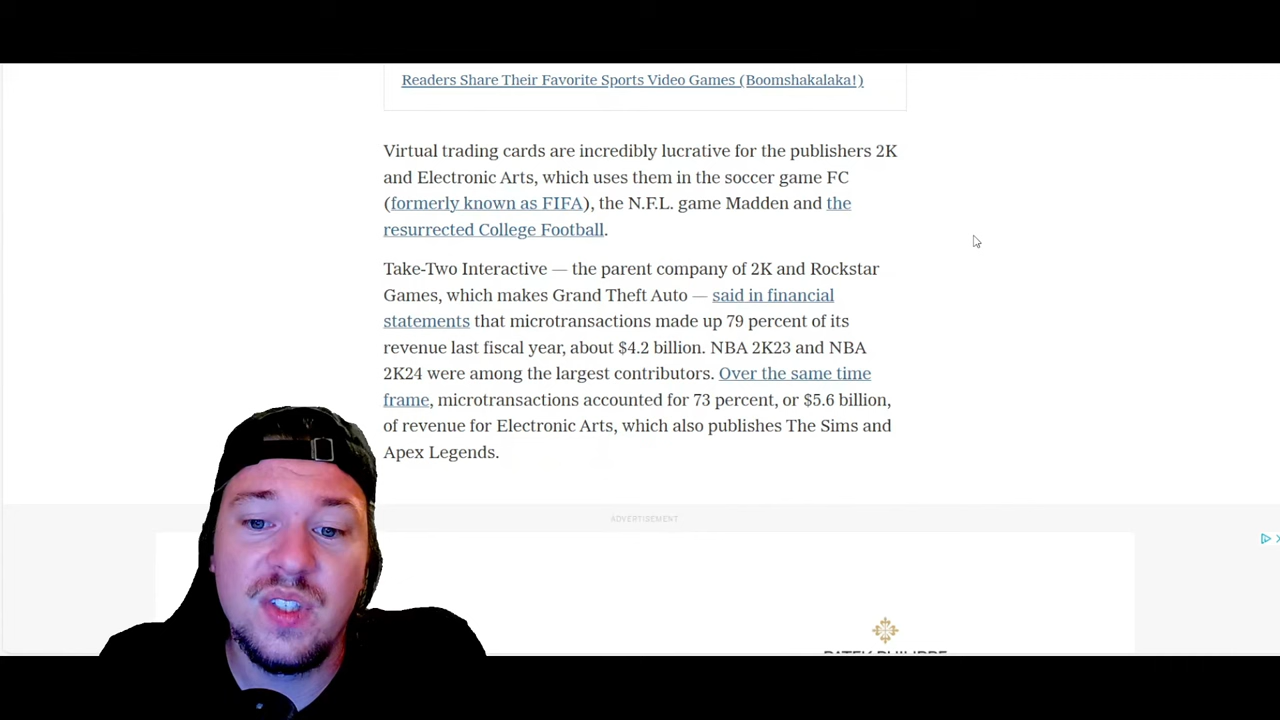 Readers Share Their Favorite Sports Video Games (Boomshakalaka!)
Virtual trading cards are incredibly lucrative for the publishers 2K
and Electronic Arts, which uses them in the soccer game FC
(formerly known as FIFA), the N.F.L. game Madden and the
resurrected College Football.
Take-Two Interactive — the parent company of 2K and Rockstar
Games, which makes Grand Theft Auto — said in financial
statements that microtransactions made up 79 percent of its
revenue last fiscal year, about $4.2 billion. NBA 2K23 and NBA
2K24 were among the largest contributors. Over the same time
frame, microtransactions accounted for 73 percent, or $5.6 billion,
of revenue for Electronic Arts, which also publishes The Sims and
Apex Legends.
ADVERTISEMENT
PATEK PHILIPPE